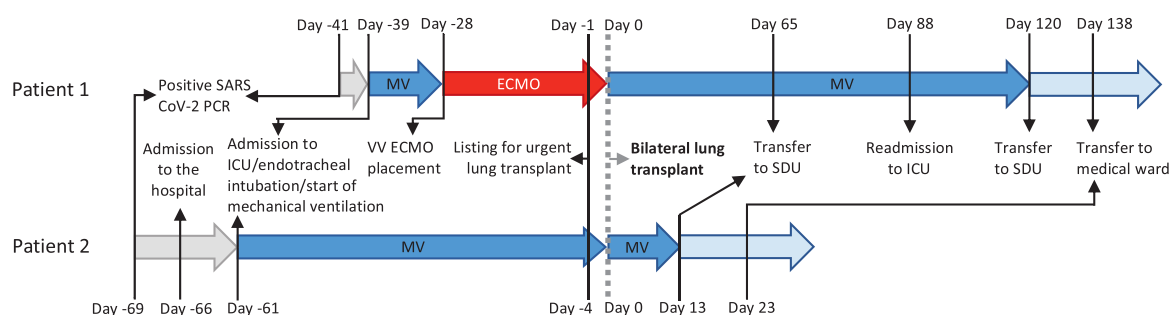 Day -41 Day -39 Day -28 Day -1 Day 0 Day 65 Day 88 Day 120 Day 138
Patient 1
MV
ECMO
MV
Positive SARS
CoV-2 PCR
Admission
to the
hospital
Admission to
ICU/endotracheal
intubation/start of
mechanical ventilation
VV ECMO
placement
Listing for urgent
lung transplant
Bilateral lung
transplant
Transfer
to SDU
Readmission
to ICU
Transfer
to SDU
Transfer to
medical ward
Patient 2
MV
MV
Day -69 Day -66 Day -61 Day -4 Day 0 Day 13 Day 23